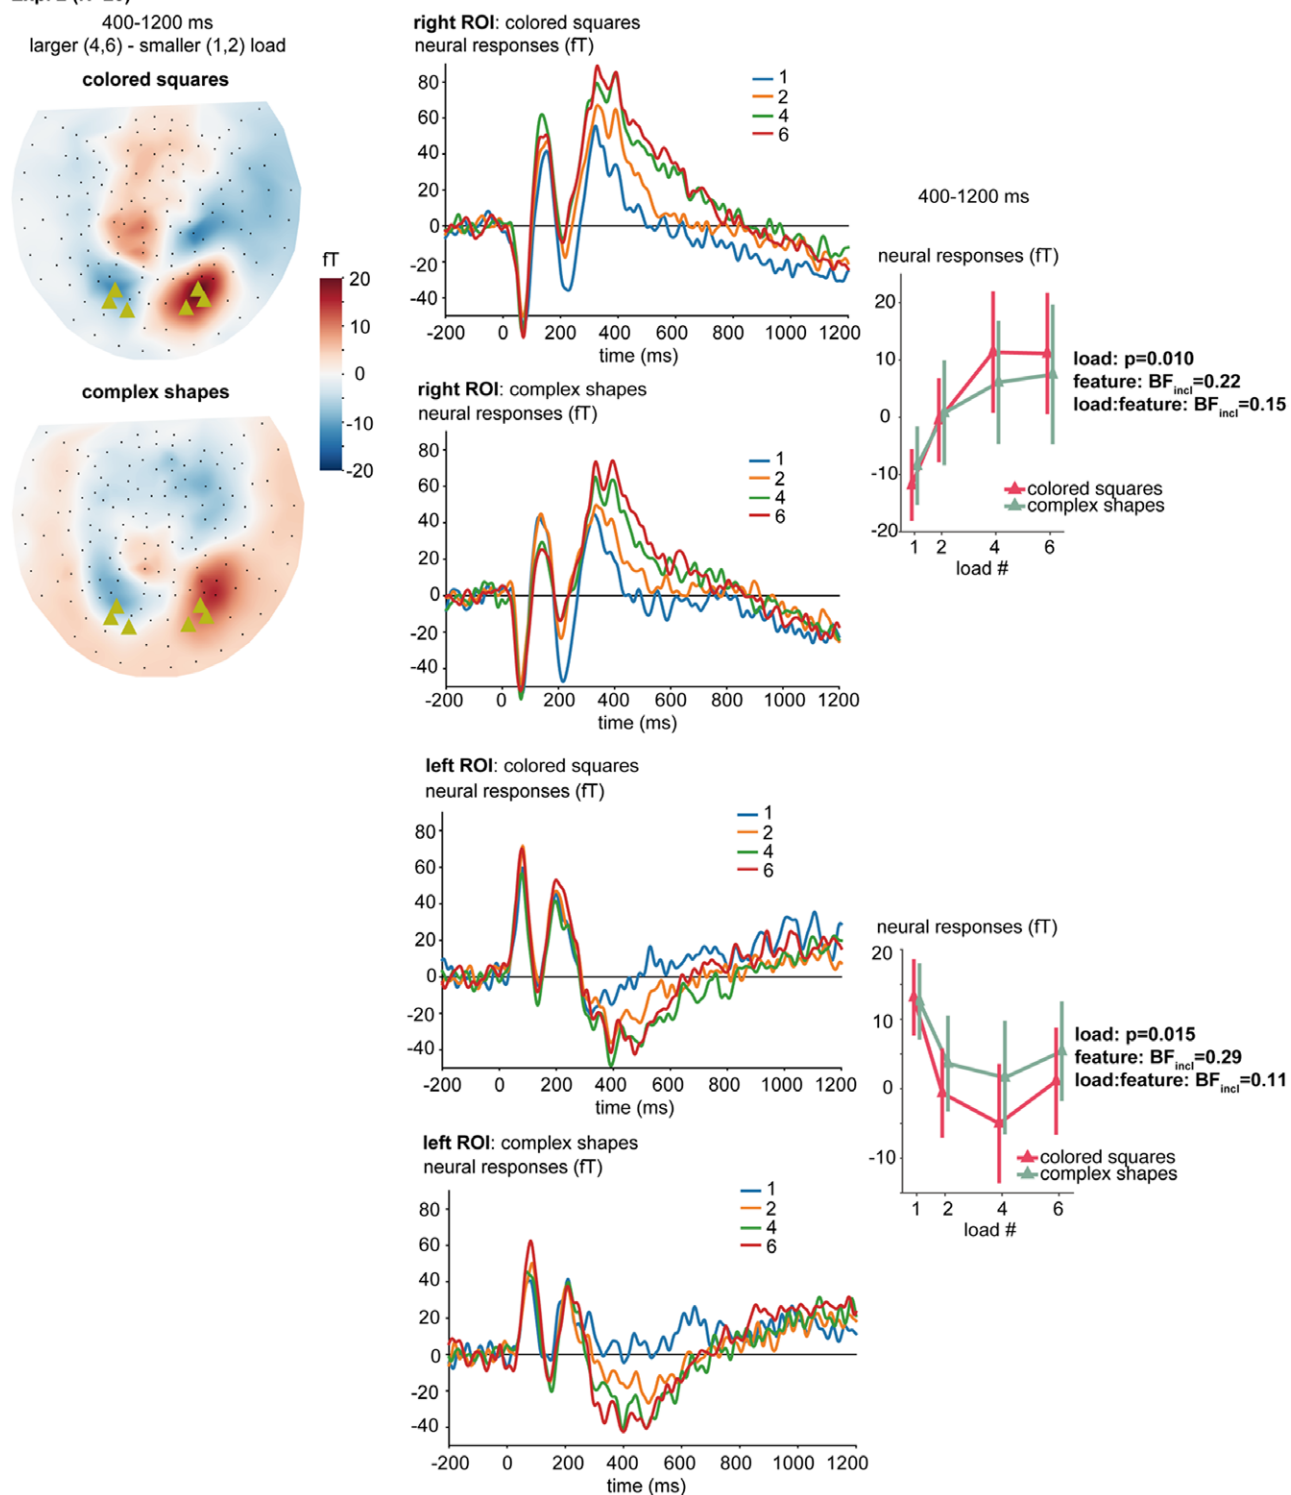 400-1200 ms
larger (4,6) - smaller (1,2) load
colored squares
fT
20
10
0
-10
-20
complex shapes
right ROI: colored squares
neural responses (fT)
80
60
40
20
0
-20
-40
-200 0 200 400 600 800 1000 1200
time (ms)
1
2
4
6
right ROI: complex shapes
neural responses (fT)
80
60
40
20
0
-20
-40
-200 0 200 400 600 800 1000 1200
time (ms)
1
2
4
6
400-1200 ms
neural responses (fT)
20
10
0
-10
-20
1 2 4 6
load #
colored squares
complex shapes
load: p=0.010
feature: BFincl=0.22
load:feature: BFincl=0.15
left ROI: colored squares
neural responses (fT)
80
60
40
20
0
-20
-40
-200 0 200 400 600 800 1000 1200
time (ms)
1
2
4
6
neural responses (fT)
20
10
0
-10
1 2 4 6
load #
colored squares
complex shapes
load: p=0.015
feature: BFincl=0.29
load:feature: BFincl=0.11
left ROI: complex shapes
neural responses (fT)
80
60
40
20
0
-20
-40
-200 0 200 400 600 800 1000 1200
time (ms)
1
2
4
6